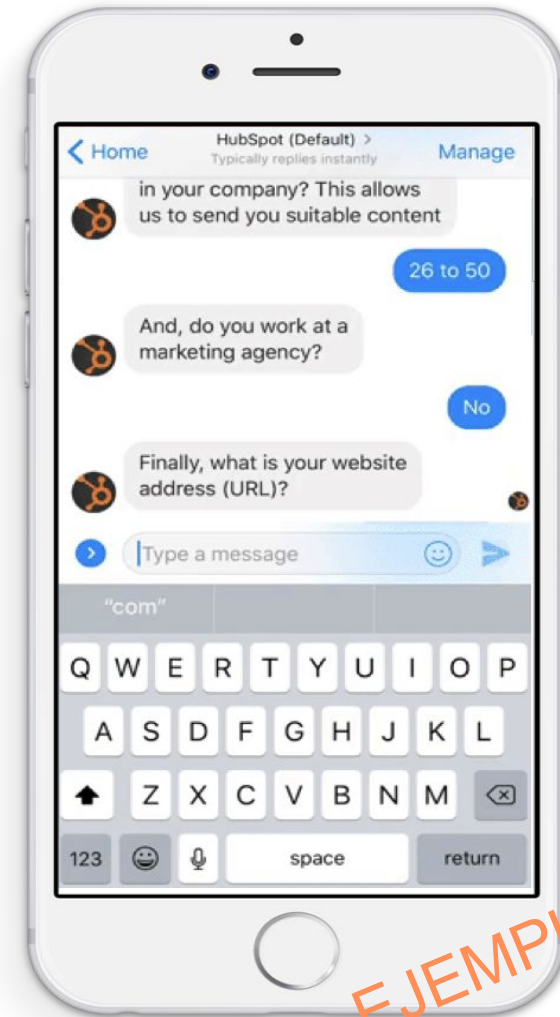 Home
HubSpot (Default) >
Typically replies instantly
Manage
in your company? This allows
us to send you suitable content
26 to 50
And, do you work at a
marketing agency?
No
Finally, what is your website
address (URL)?
Type a message
"com"
Q W E R T Y U I O P
A S D F G H J K L
Z X C V B N M
123 space return
EJEMPL